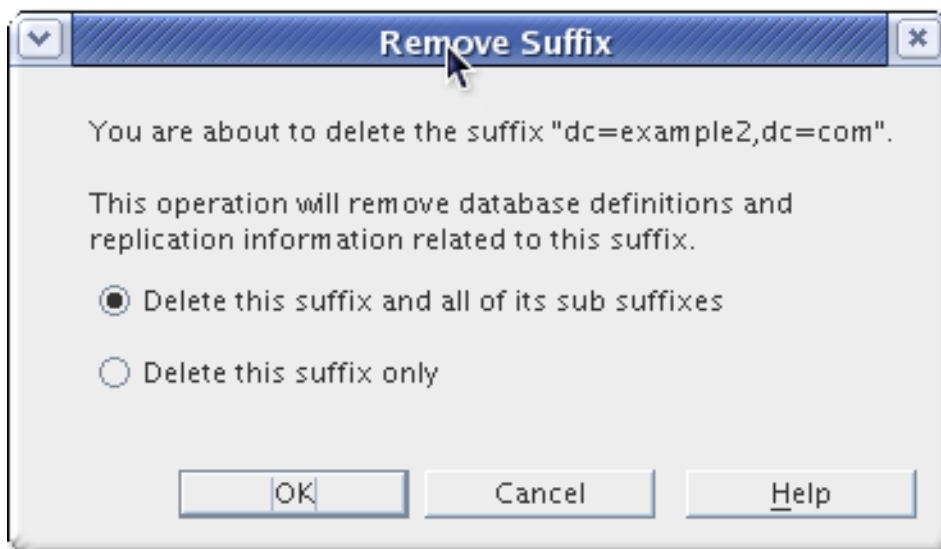 Remove Suffix
You are about to delete the suffix "dc=example2,dc=com".
This operation will remove database definitions and
replication information related to this suffix.
Delete this suffix and all of its sub suffixes
Delete this suffix only
OK Cancel Help